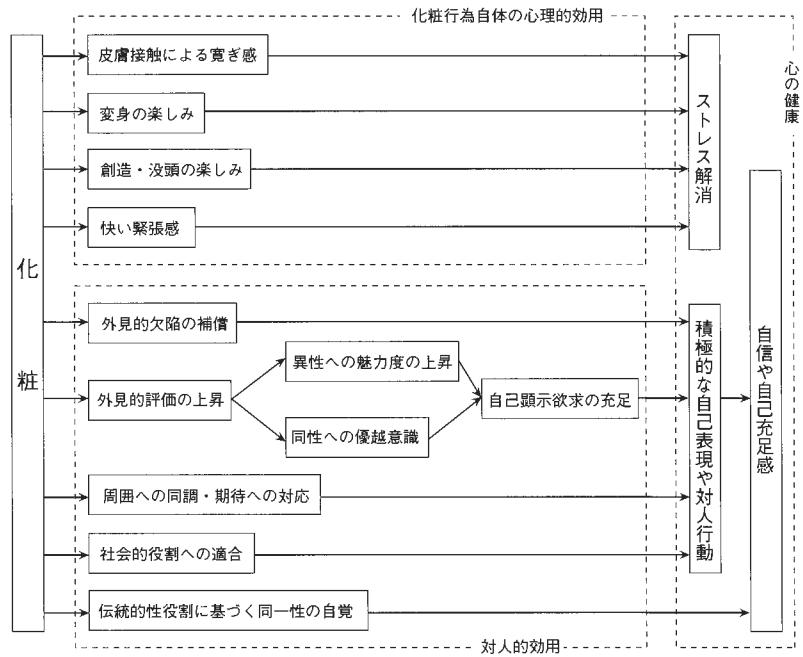 化粧行為自体の心理的効用
心の健康
化粧
皮膚接触による寛ぎ感
変身の楽しみ
創造・没頭の楽しみ
快い緊張感
ストレス解消
外見的欠陥の補償
外見的評価の上昇
異性への魅力度の上昇
同性への優越意識
自己顕示欲求の充足
周囲への同調・期待への対応
社会的役割への適合
伝統的性役割に基づく同一性の自覚
積極的な自己表現や対人行動
自信や自己充足感
対人的効用